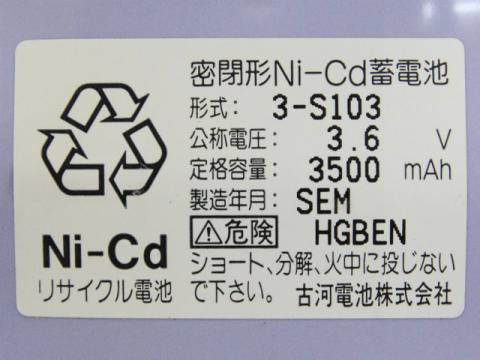 密閉形Ni-Cd蓄電池
形式: 3-S103
公称電圧: 3.6 V
定格容量: 3500 mAh
製造年月: SEM
⚠危険 HGBEN
ショート、分解、火中に投じない
で下さい。 古河電池株式会社
Ni-Cd
リサイクル電池